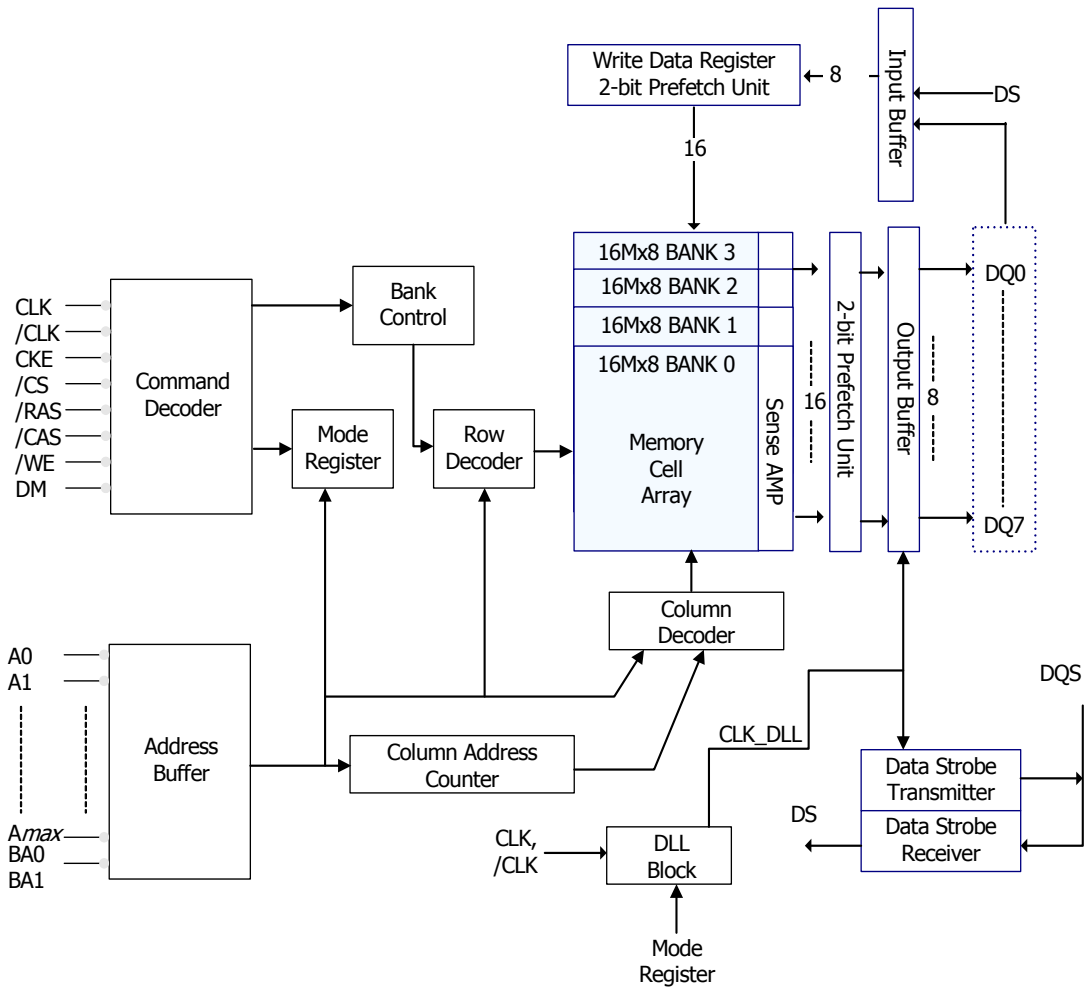 Write Data Register
2-bit Prefetch Unit
8
Input Buffer
DS
16
16Mx8 BANK 3
16Mx8 BANK 2
16Mx8 BANK 1
16Mx8 BANK 0
Memory
Cell
Array
Sense AMP
16
2-bit Prefetch Unit
Output Buffer
8
DQ0
DQ7
CLK
/CLK
CKE
/CS
/RAS
/CAS
/WE
DM
Command
Decoder
Bank
Control
Mode
Register
Row
Decoder
Column
Decoder
A0
A1
Amax
BA0
BA1
Address
Buffer
Column Address
Counter
CLK_DLL
DQS
Data Strobe
Transmitter
Data Strobe
Receiver
DS
CLK,
/CLK
DLL
Block
Mode
Register